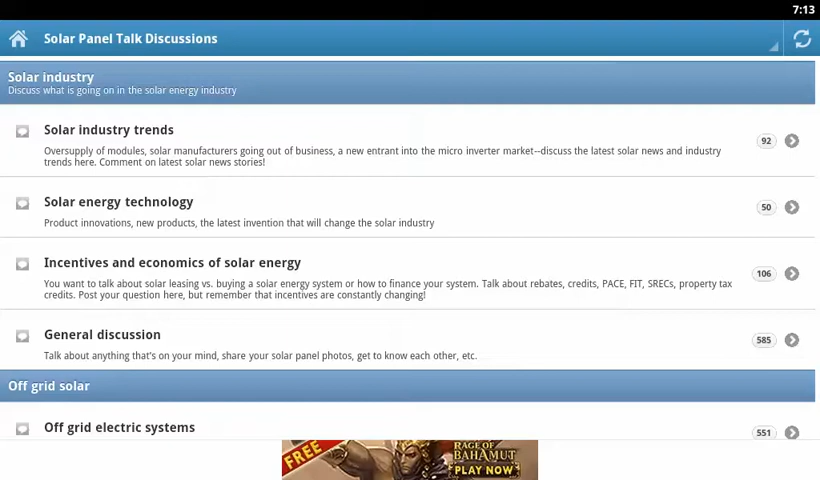 7:13
Solar Panel Talk Discussions
Solar industry
Discuss what is going on in the solar energy industry
Solar industry trends
Oversupply of modules, solar manufacturers going out of business, a new entrant into the micro inverter market--discuss the latest solar news and industry
trends here. Comment on latest solar news stories!
92
Solar energy technology
Product innovations, new products, the latest invention that will change the solar industry
50
Incentives and economics of solar energy
You want to talk about solar leasing vs. buying a solar energy system or how to finance your system. Talk about rebates, credits, PACE, FIT, SRECs, property tax
credits. Post your question here, but remember that incentives are constantly changing!
106
General discussion
Talk about anything that's on your mind, share your solar panel photos, get to know each other, etc.
585
Off grid solar
Off grid electric systems
551
FREE
RAGE OF
BAHAMUT
PLAY NOW